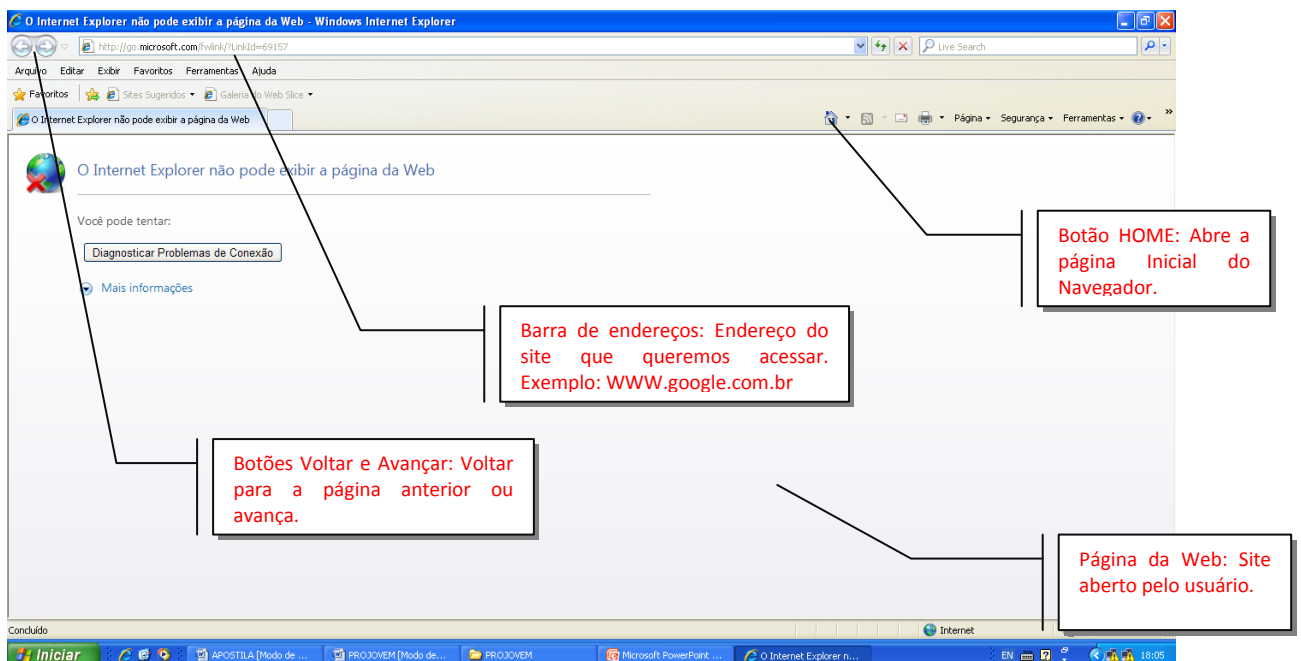 O Internet Explorer não pode exibir a página da Web - Windows Internet Explorer
http://go.microsoft.com/fwlink/?LinkId=69157
Live Search
Arquivo Editar Exibir Favoritos Ferramentas Ajuda
Favoritos Sites Sugeridos Galeria do Web Slice
O Internet Explorer não pode exibir a página da Web
Página Segurança Ferramentas
O Internet Explorer não pode exibir a página da Web
Você pode tentar:
Diagnosticar Problemas de Conexão
Mais informações
Botão HOME: Abre a
página Inicial do
Navegador.
Barra de endereços: Endereço do
site que queremos acessar.
Exemplo: WWW.google.com.br
Botões Voltar e Avançar: Voltar
para a página anterior ou
avança.
Página da Web: Site
aberto pelo usuário.
Concluído
Internet
Iniciar
APOSTILA [Modo de ...
PROJOVEM [Modo de...
PROJOVEM
Microsoft PowerPoint ...
O Internet Explorer n...
EN
18:05